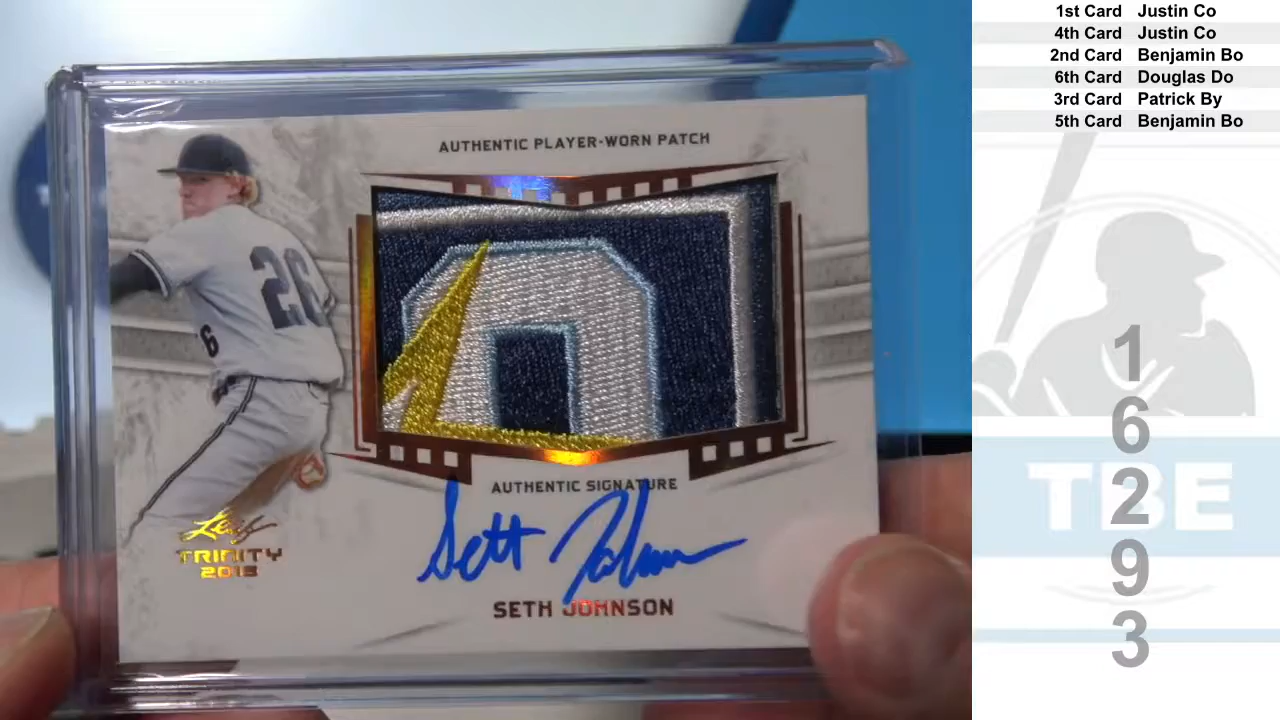 1st Card Justin Co
4th Card Justin Co
2nd Card Benjamin Bo
6th Card Douglas Do
3rd Card Patrick By
5th Card Benjamin Bo
AUTHENTIC PLAYER-WORN PATCH
26
6
AUTHENTIC SIGNATURE
Seth Johnson
SETH JOHNSON
Leaf
TRINITY
2018
1
6
2
9
3
TBE